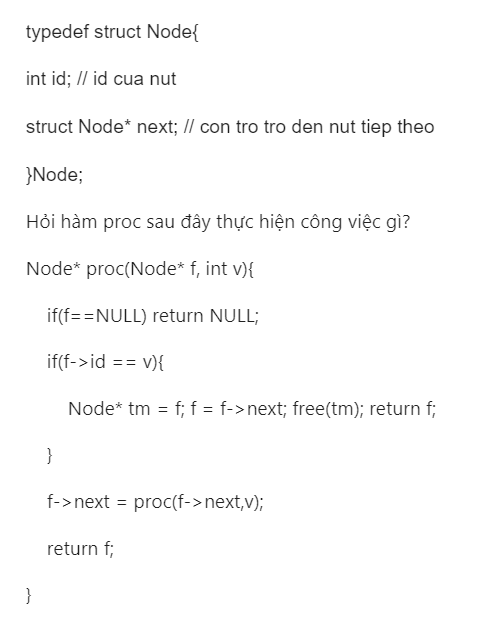 typedef struct Node{
int id; // id cua nut
struct Node* next; // con tro tro den nut tiep theo
}Node;
Hỏi hàm proc sau đây thực hiện công việc gì?
Node* proc(Node* f, int v){
if(f==NULL) return NULL;
if(f->id == v){
Node* tm = f; f = f->next; free(tm); return f;
}
f->next = proc(f->next,v);
return f;
}